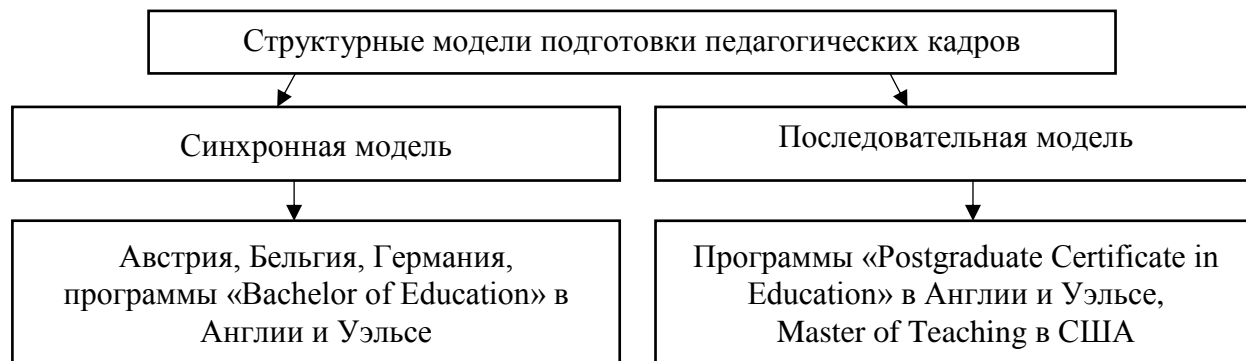 Структурные модели подготовки педагогических кадров
Синхронная модель
Последовательная модель
Австрия, Бельгия, Германия,
программы «Bachelor of Education» в
Англии и Уэльсе
Программы «Postgraduate Certificate in
Education» в Англии и Уэльсе,
Master of Teaching в США